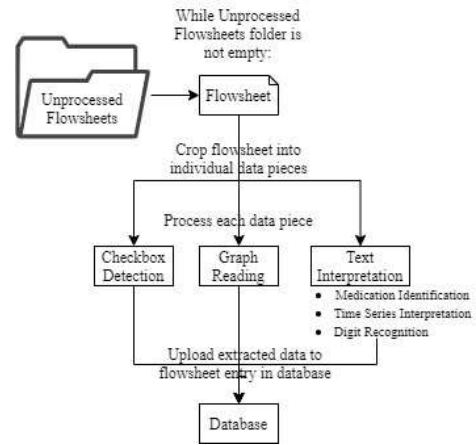 While Unprocessed
Flowsheets folder is
not empty:
Unprocessed
Flowsheets
Flowsheet
Crop flowsheet into
individual data pieces
Process each data piece
Checkbox
Detection
Graph
Reading
Text
Interpretation
• Medication Identification
• Time Series Interpretation
• Digit Recognition
Upload extracted data to
flowsheet entry in database
Database